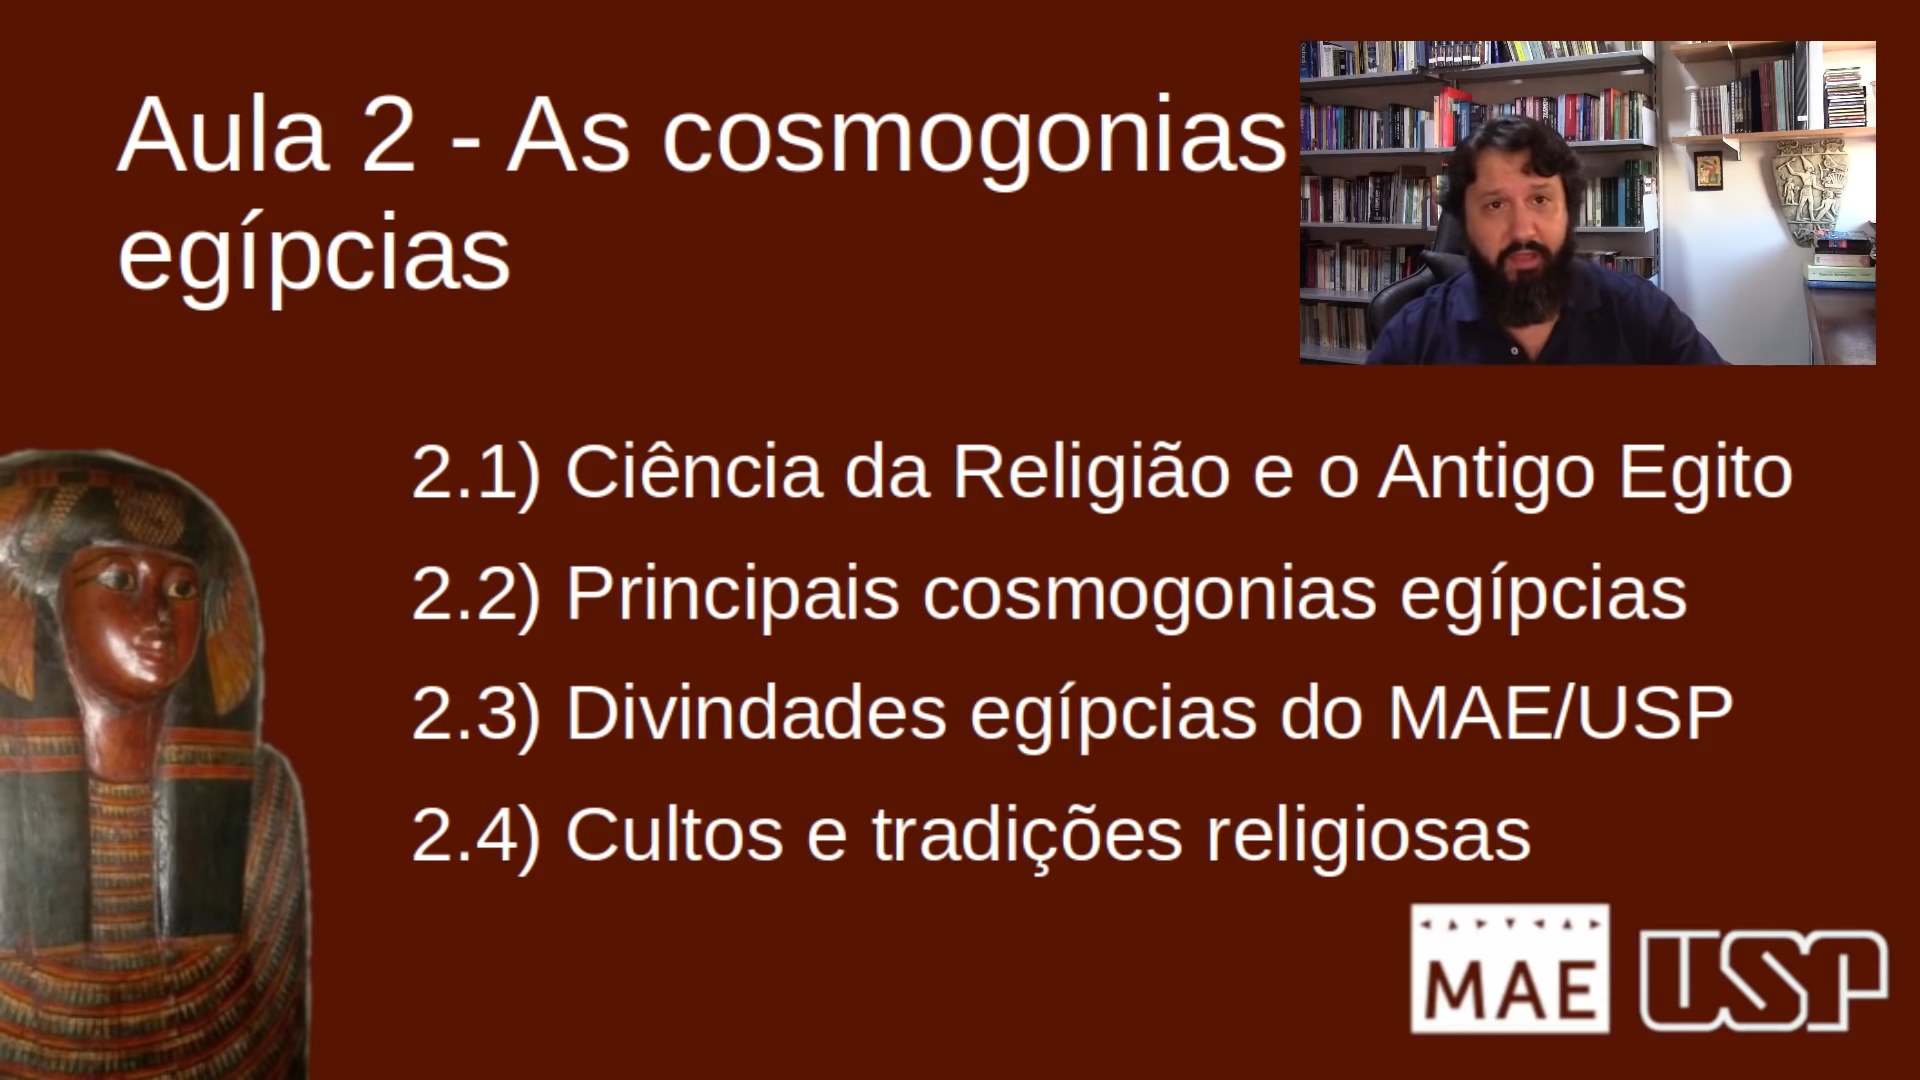 Aula 2 - As cosmogonias
egípcias
2.1) Ciência da Religião e o Antigo Egito
2.2) Principais cosmogonias egípcias
2.3) Divindades egípcias do MAE/USP
2.4) Cultos e tradições religiosas
MAE
USP